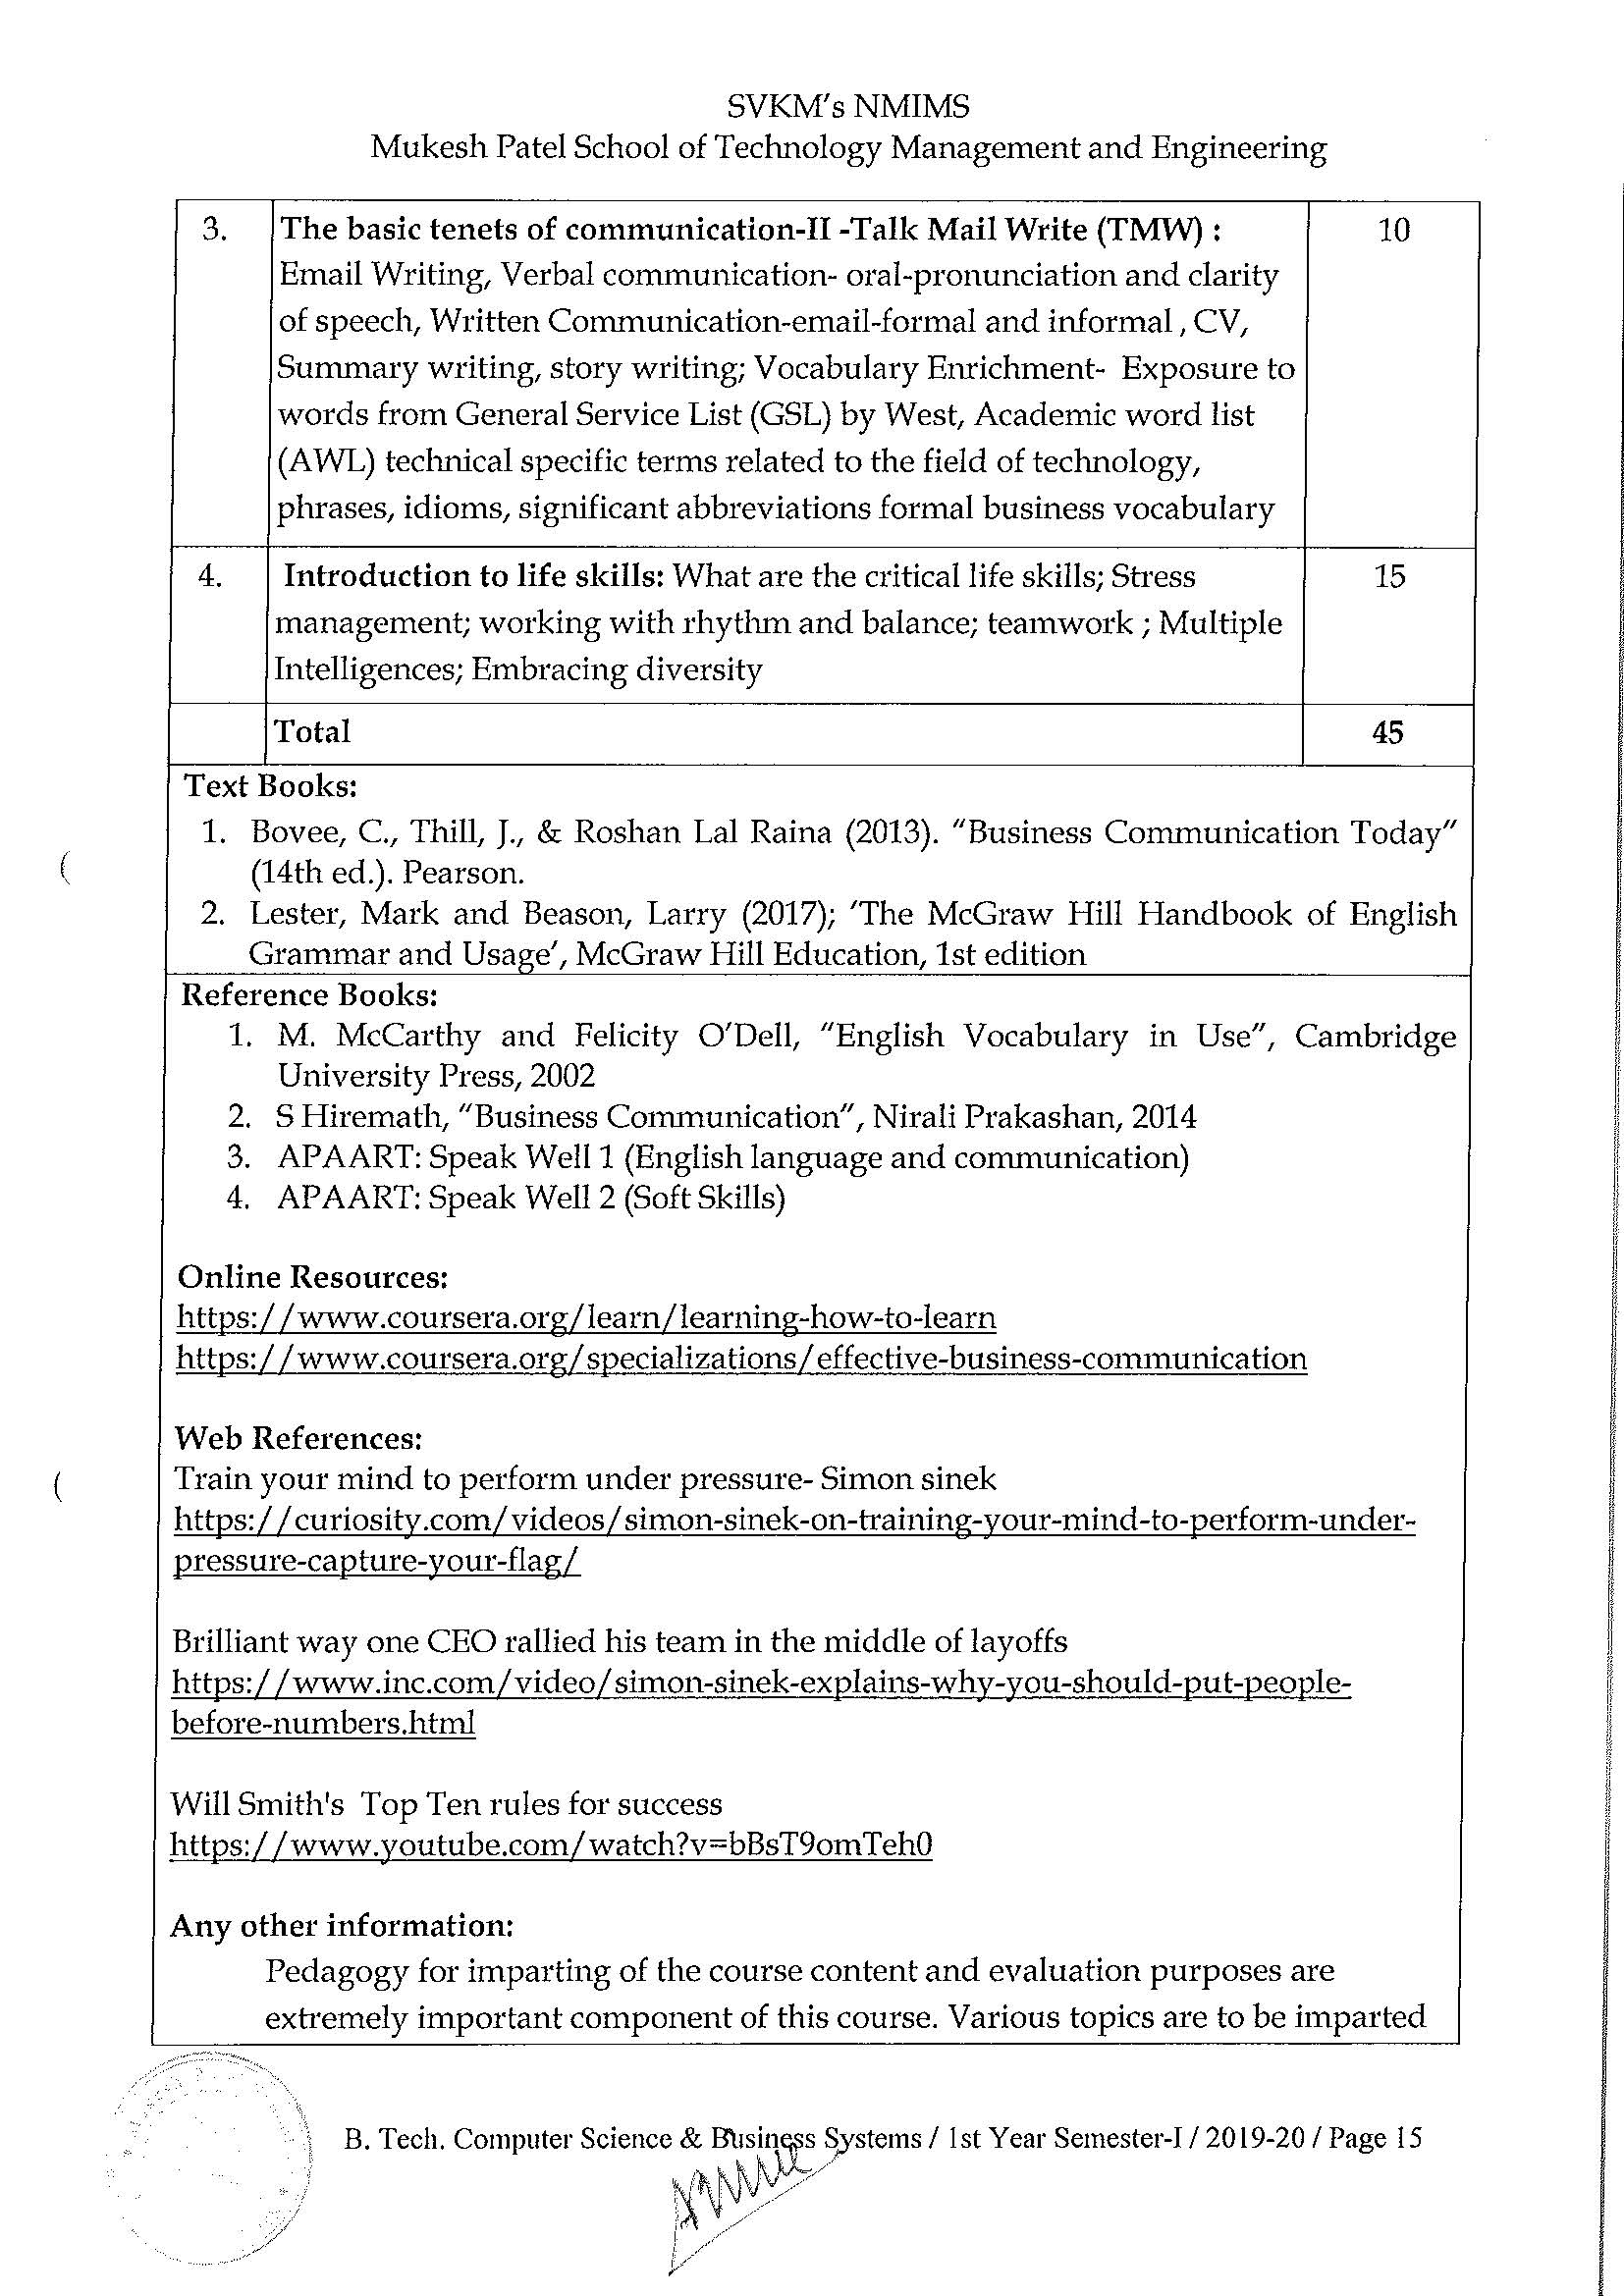 SVKM's NMIMS
Mukesh Patel School of Technology Management and Engineering
3. The basic tenets of communication-II -Talk Mail Write (TMW) : 10
Email Writing, Verbal communication- oral-pronunciation and clarity
of speech, Written Communication-email-formal and informal , CV,
Summary writing, story writing; Vocabulary Enrichment- Exposure to
words from General Service List (GSL) by West, Academic word list
(AWL) technical specific terms related to the field of technology,
phrases, idioms, significant abbreviations formal business vocabulary
4. Introduction to life skills: What are the critical life skills; Stress 15
management; working with rhythm and balance; teamwork ; Multiple
Intelligences; Embracing diversity
Total 45
Text Books:
1. Bovee, C., Thill, J., & Roshan Lal Raina (2013). "Business Communication Today"
(14th ed.). Pearson.
2. Lester, Mark and Beason, Larry (2017); 'The McGraw Hill Handbook of English
Grammar and Usage', McGraw Hill Education, 1st edition
Reference Books:
1. M. McCarthy and Felicity O'Dell, "English Vocabulary in Use", Cambridge
University Press, 2002
2. S Hiremath, "Business Communication", Nirali Prakashan, 2014
3. APAART: Speak Well 1 (English language and communication)
4. APAART: Speak Well 2 (Soft Skills)
Online Resources:
https://www.coursera.org/learn/learning-how-to-learn
https://www.coursera.org/specializations/effective-business-communication
Web References:
Train your mind to perform under pressure- Simon sinek
https://curiosity.com/videos/simon-sinek-on-training-your-mind-to-perform-under-
pressure-capture-your-flag/
Brilliant way one CEO rallied his team in the middle of layoffs
https://www.inc.com/video/simon-sinek-explains-why-you-should-put-people-
before-numbers.html
Will Smith's Top Ten rules for success
https://www.youtube.com/watch?v=bBsT9omTeh0
Any other information:
Pedagogy for imparting of the course content and evaluation purposes are
extremely important component of this course. Various topics are to be imparted
B. Tech. Computer Science & Business Systems / 1st Year Semester-I / 2019-20 / Page 15